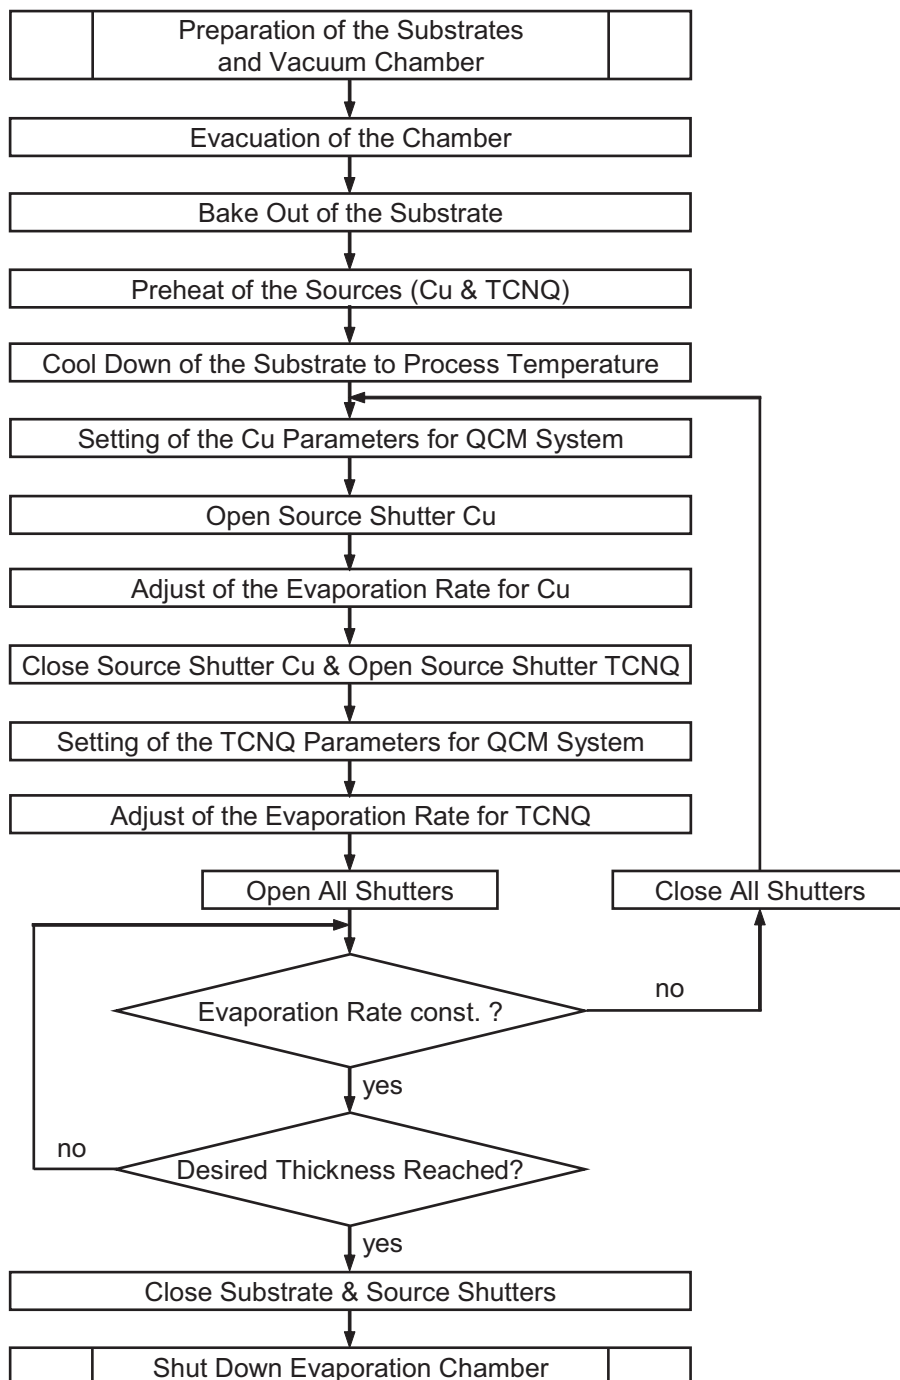 Preparation of the Substrates
and Vacuum Chamber
Evacuation of the Chamber
Bake Out of the Substrate
Preheat of the Sources (Cu & TCNQ)
Cool Down of the Substrate to Process Temperature
Setting of the Cu Parameters for QCM System
Open Source Shutter Cu
Adjust of the Evaporation Rate for Cu
Close Source Shutter Cu & Open Source Shutter TCNQ
Setting of the TCNQ Parameters for QCM System
Adjust of the Evaporation Rate for TCNQ
Open All Shutters
Close All Shutters
Evaporation Rate const. ?
no
yes
Desired Thickness Reached?
no
yes
Close Substrate & Source Shutters
Shut Down Evaporation Chamber